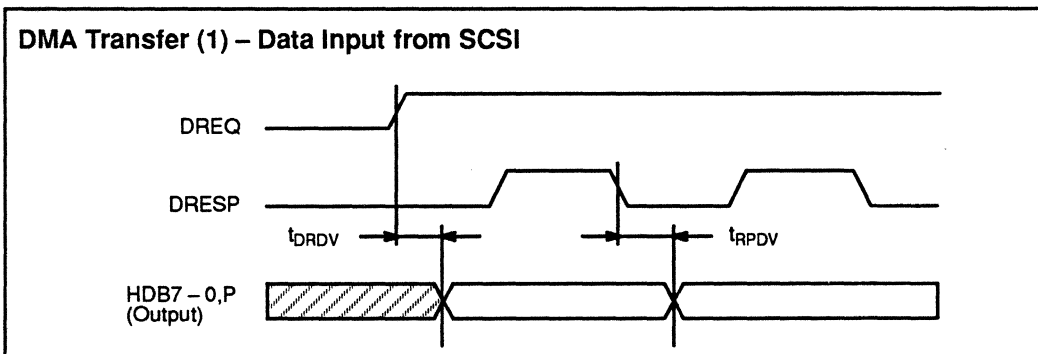 DMA Transfer (1) – Data Input from SCSI
DREQ
DRESP
tDRDV
tRPDV
HDB7 – 0,P
(Output)